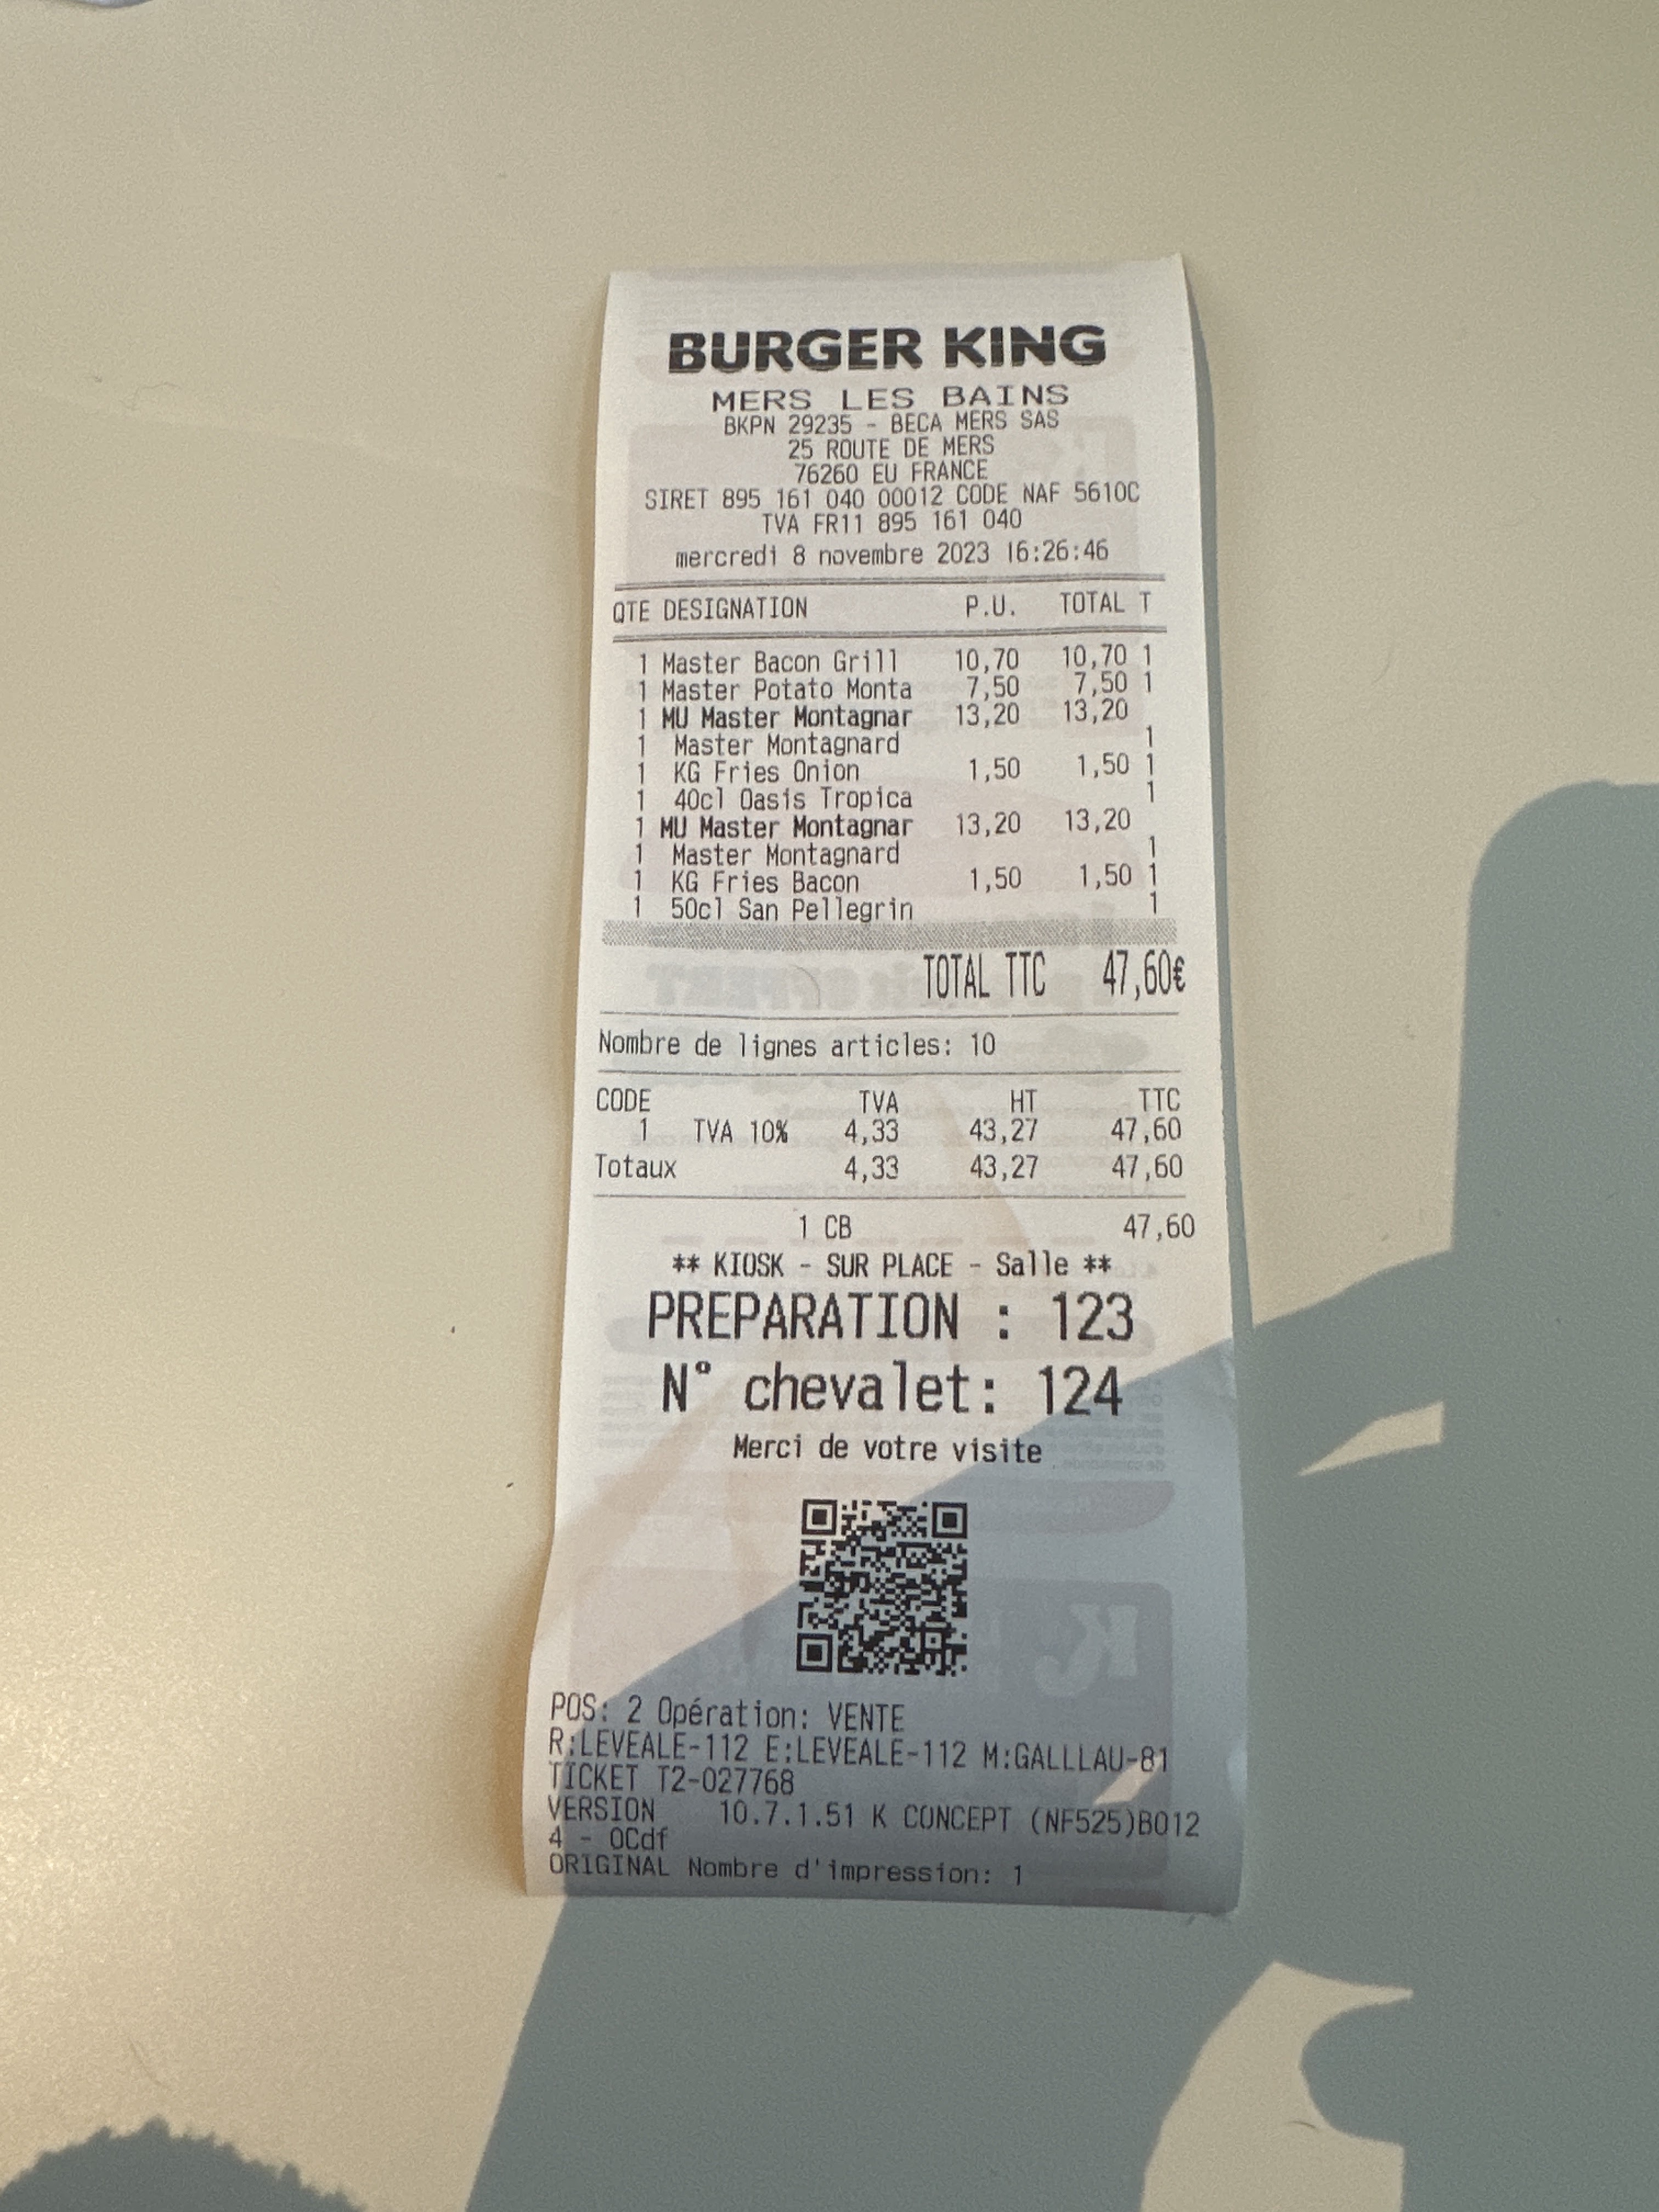 BURGER KING
MERS LES BAINS
BKPN 29235 - BECA MERS SAS
25 ROUTE DE MERS
76260 EU FRANCE
SIRET 895 161 040 00012 CODE NAF 5610C
TVA FR11 895 161 040
mercredi 8 novembre 2023 16:26:46
QTE DESIGNATION P.U. TOTAL T
1 Master Bacon Grill 10,70 10,70 1
1 Master Potato Monta 7,50 7,50 1
1 MU Master Montagnar 13,20 13,20
1 Master Montagnard 1
1 KG Fries Onion 1,50 1,50 1
1 40cl Oasis Tropica 1
1 MU Master Montagnar 13,20 13,20
1 Master Montagnard 1
1 KG Fries Bacon 1,50 1,50 1
1 50cl San Pellegrin 1
TOTAL TTC 47,60€
Nombre de lignes articles: 10
CODE TVA HT TTC
1 TVA 10% 4,33 43,27 47,60
Totaux 4,33 43,27 47,60
1 CB 47,60
** KIOSK - SUR PLACE - Salle **
PREPARATION : 123
N° chevalet: 124
Merci de votre visite
POS: 2 Opération: VENTE
R:LEVEALE-112 E:LEVEALE-112 M:GALLLAU-81
TICKET T2-027768
VERSION 10.7.1.51 K CONCEPT (NF525)B012
4 - 0Cdf
ORIGINAL Nombre d'impression: 1